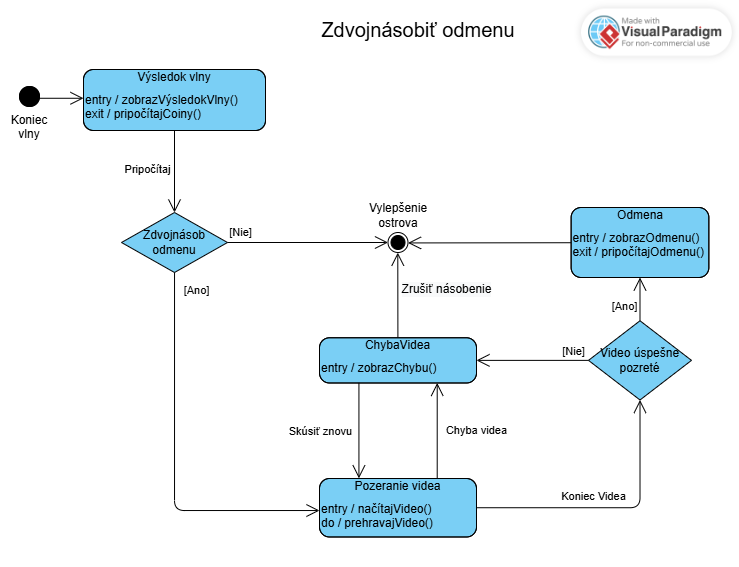 Zdvojnásobiť odmenu
Made with
Visual Paradigm
For non-commercial use
Koniec
vlny
Výsledok vlny
entry / zobrazVýsledokVlny()
exit / pripočítajCoiny()
Pripočítaj
Zdvojnásob
odmenu
[Nie]
[Ano]
Vylepšenie
ostrova
Odmena
entry / zobrazOdmenu()
exit / pripočítajOdmenu()
Zrušiť násobenie
[Ano]
ChybaVidea
entry / zobrazChybu()
[Nie]
Video úspešne
pozreté
Skúsiť znovu
Chyba videa
Pozeranie videa
entry / načítajVideo()
do / prehravajVideo()
Koniec Videa